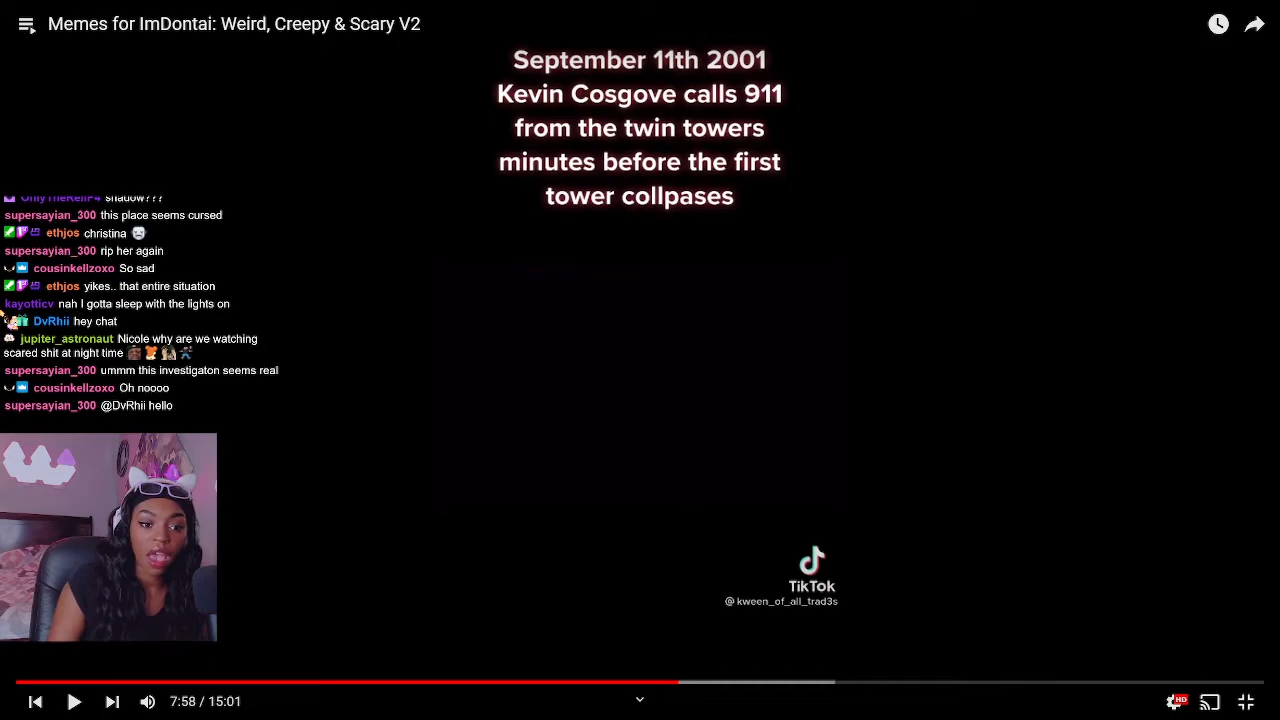 Memes for ImDontai: Weird, Creepy & Scary V2
September 11th 2001
Kevin Cosgove calls 911
from the twin towers
minutes before the first
tower collpases
shadow???
supersayian_300 this place seems cursed
ethjos christina
supersayian_300 rip her again
cousinkellzoxo So sad
ethjos yikes.. that entire situation
kayotticv nah I gotta sleep with the lights on
DvRhii hey chat
jupiter_astronaut Nicole why are we watching
scared shit at night time
supersayian_300 ummm this investigaton seems real
cousinkellzoxo Oh noooo
supersayian_300 @DvRhii hello
TikTok
@ kween_of_all_trad3s
7:58 / 15:01
HD